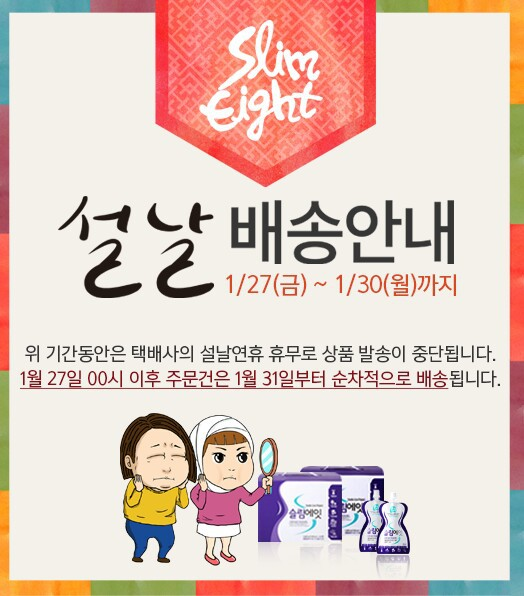 Slim
Eight
설날 배송안내
1/27(금) ~ 1/30(월)까지
위 기간동안은 택배사의 설날연휴 휴무로 상품 발송이 중단됩니다.
1월 27일 00시 이후 주문건은 1월 31일부터 순차적으로 배송됩니다.
슬림에잇
슬림에잇